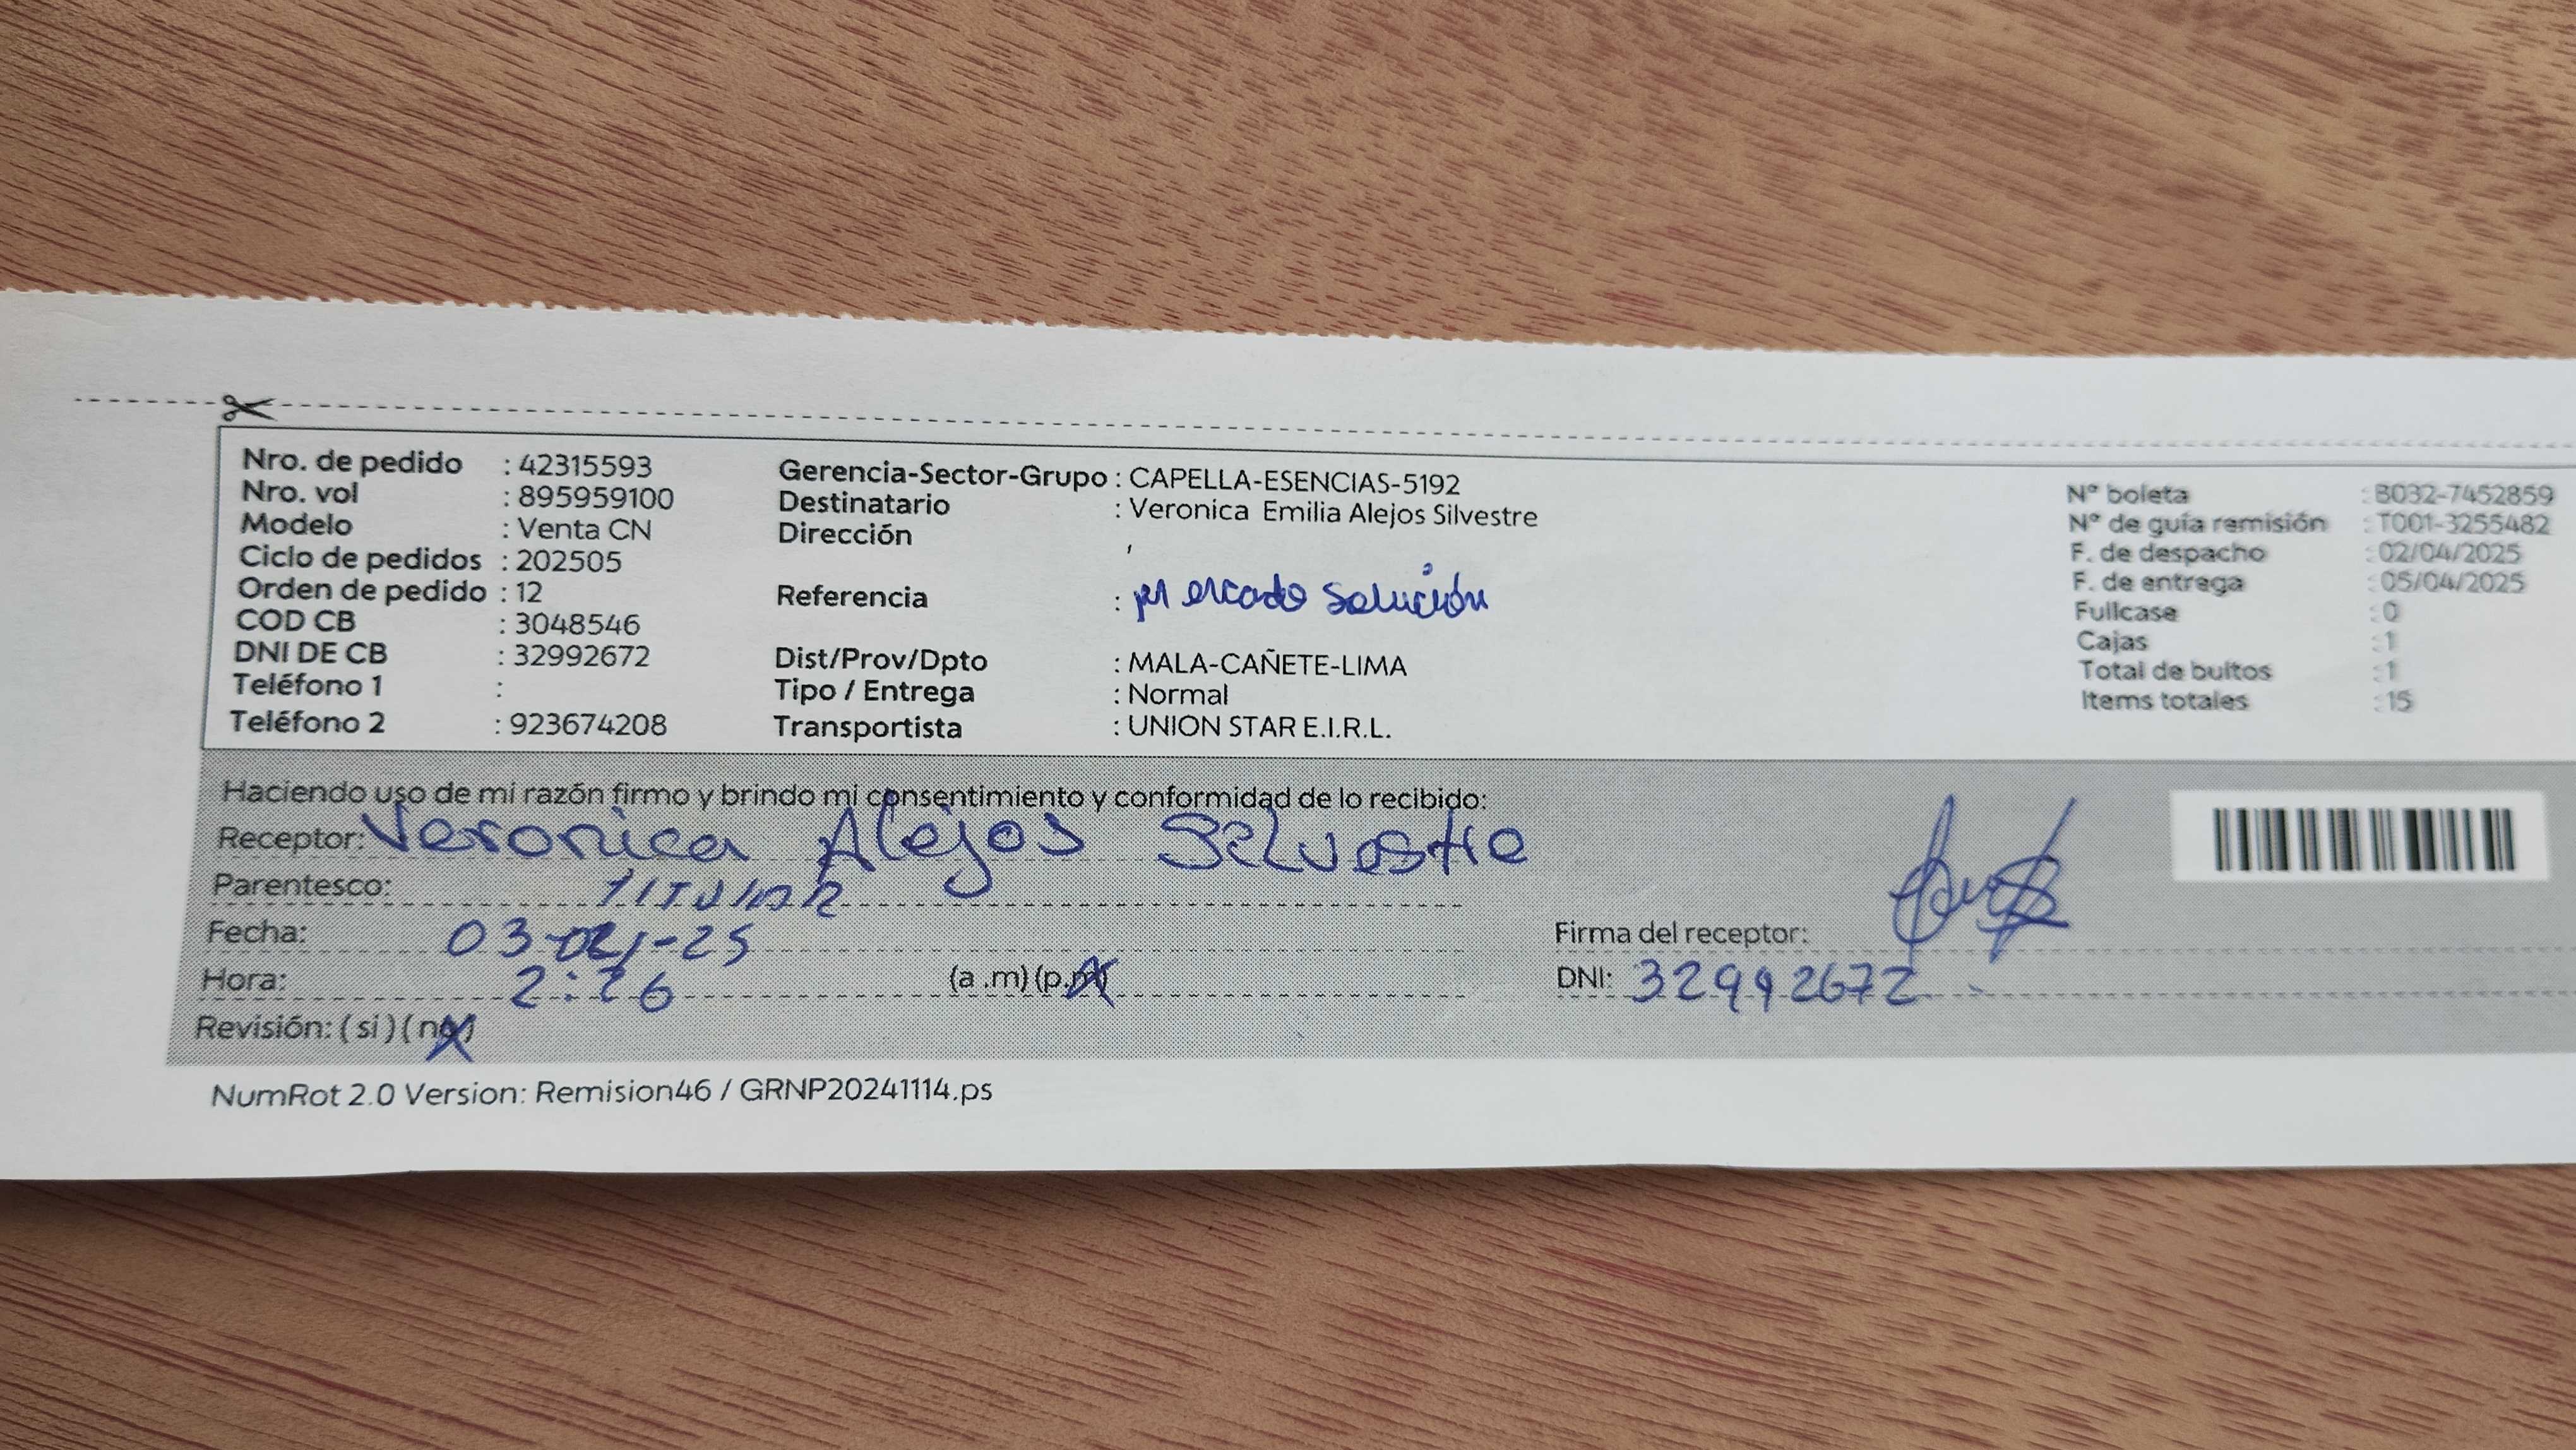 Nro. de pedido : 42315593
Nro. vol : 895959100
Modelo : Venta CN
Ciclo de pedidos : 202505
Orden de pedido : 12
COD CB : 3048546
DNI DE CB : 32992672
Teléfono 1 :
Teléfono 2 : 923674208
Gerencia-Sector-Grupo : CAPELLA-ESENCIAS-5192
Destinatario : Veronica Emilia Alejos Silvestre
Dirección ,
Referencia : Mercado Solución
Dist/Prov/Dpto : MALA-CAÑETE-LIMA
Tipo / Entrega : Normal
Transportista : UNION STAR E.I.R.L.
N° boleta : B032-7452859
N° de guía remisión : T001-3255482
F. de despacho : 02/04/2025
F. de entrega : 05/04/2025
Fullcase : 0
Cajas : 1
Total de bultos : 1
Items totales : 15
Haciendo uso de mi razón firmo y brindo mi consentimiento y conformidad de lo recibido:
Receptor: Veronica Alejos Silvestre
Parentesco: TITULAR
Fecha: 03-04-25
Hora: 2:26 (a .m) (p.m)
Revisión: ( si ) ( no )
Firma del receptor:
DNI: 32992672
NumRot 2.0 Version: Remision46 / GRNP20241114.ps